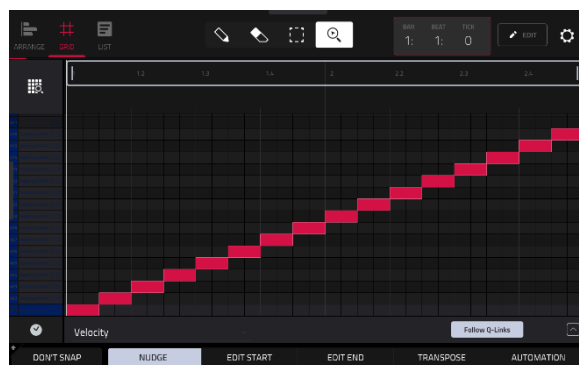 BAR BEAT TICK
1: 1: 0
EDIT
ARRANGE GRID LIST
1 1.2 1.3 1.4 2 2.2 2.3 2.4
Velocity
Follow Q-Links
DON'T SNAP NUDGE EDIT START EDIT END TRANSPOSE AUTOMATION